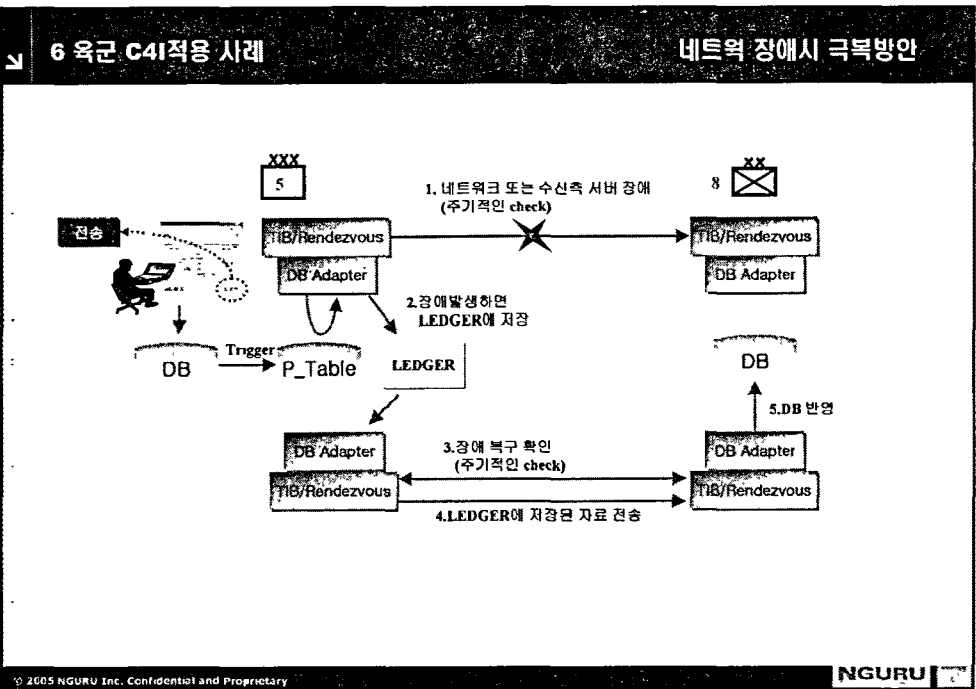 6 육군 C4I적용 사례
네트웍 장애시 극복방안
XXX
5
XX
8
1. 네트워크 또는 수신측 서버 장애
(주기적인 check)
전송
TIB/Rendezvous
DB Adapter
TIB/Rendezvous
DB Adapter
2.장애발생하면
LEDGER에 저장
DB
Trigger
P_Table
LEDGER
DB
5.DB 반영
DB Adapter
TIB/Rendezvous
3.장애 복구 확인
(주기적인 check)
4.LEDGER에 저장된 자료 전송
DB Adapter
TIB/Rendezvous
© 2005 NGURU Inc. Confidential and Proprietary
NGURU